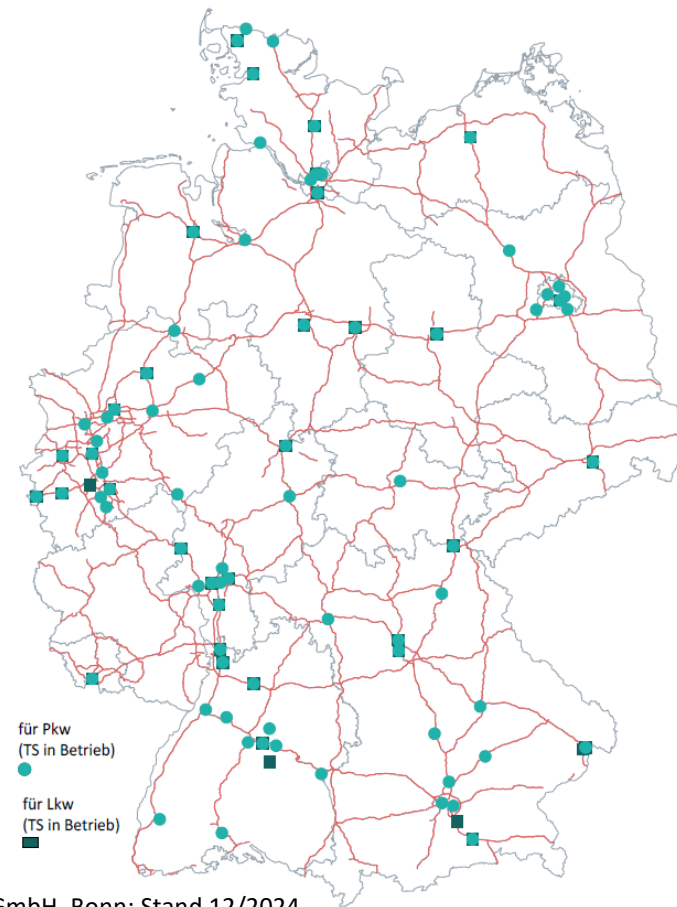 für Pkw
(TS in Betrieb)
für Lkw
(TS in Betrieb)
GmbH, Bonn; Stand 12/2024